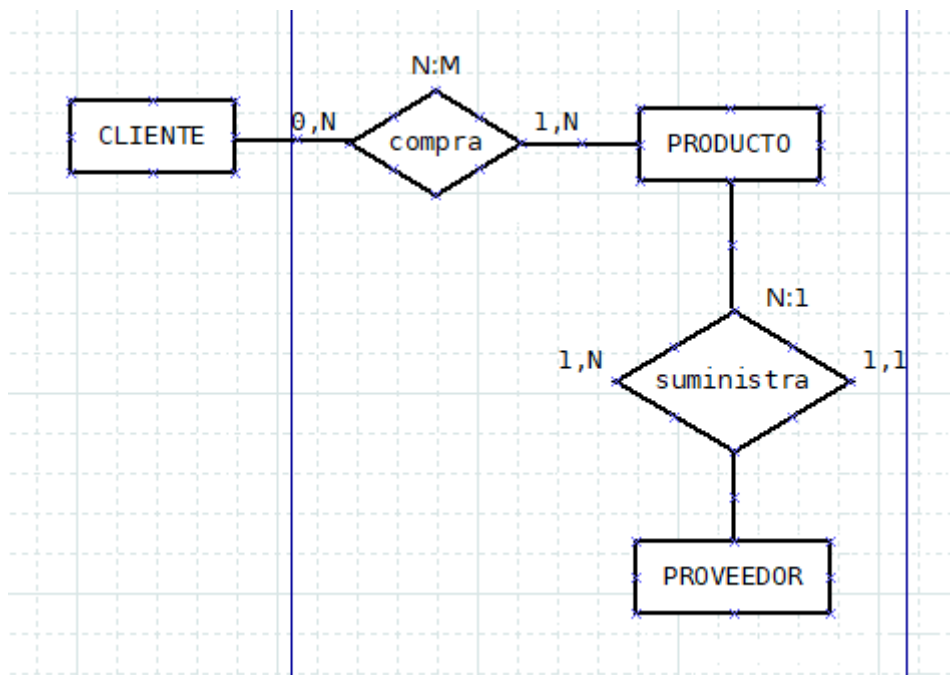 N:M
CLIENTE
0,N
compra
1,N
PRODUCTO
N:1
1,N
suministra
1,1
PROVEEDOR